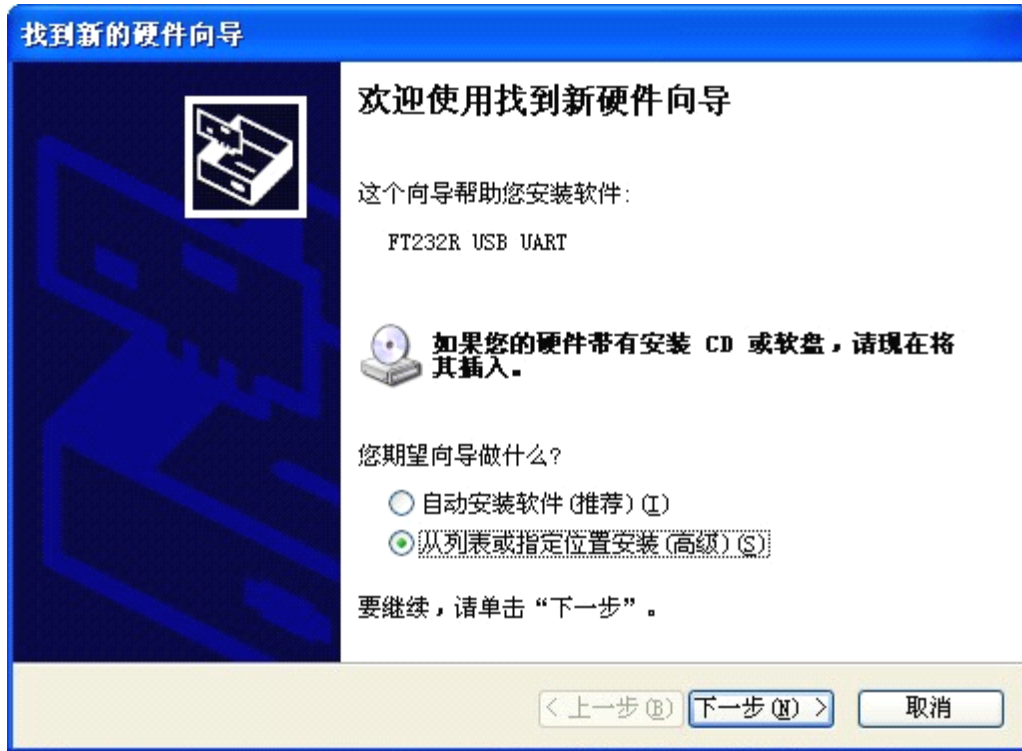 找到新的硬件向导
欢迎使用找到新硬件向导
这个向导帮助您安装软件:
FT232R USB UART
如果您的硬件带有安装 CD 或软盘，请现在将
其插入。
您期望向导做什么?
自动安装软件(推荐)(I)
从列表或指定位置安装(高级)(S)
要继续，请单击“下一步”。
< 上一步(B) 下一步(N) > 取消